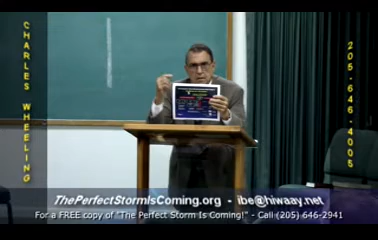 CHARLES WHEELING
205-646-4005
ThePerfectStormIsComing.org - ibe@hiwaay.net
For a FREE copy of "The Perfect Storm Is Coming!" - Call (205) 646-2941